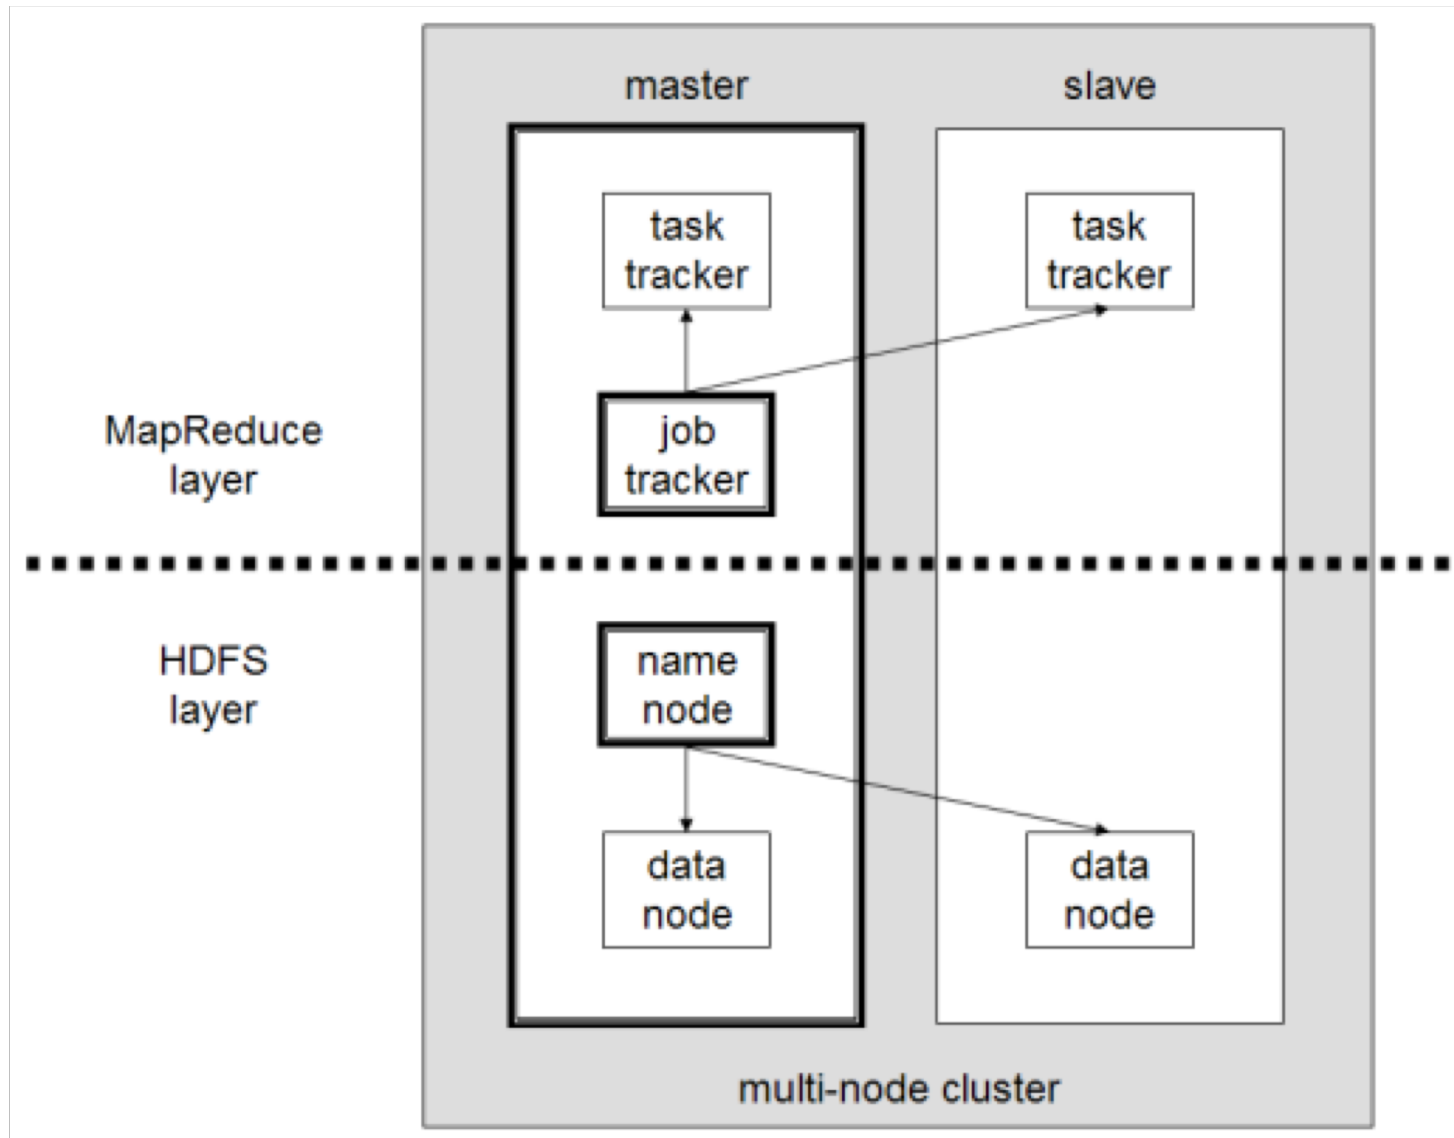 master
slave
task
tracker
task
tracker
MapReduce
layer
job
tracker
HDFS
layer
name
node
data
node
data
node
multi-node cluster